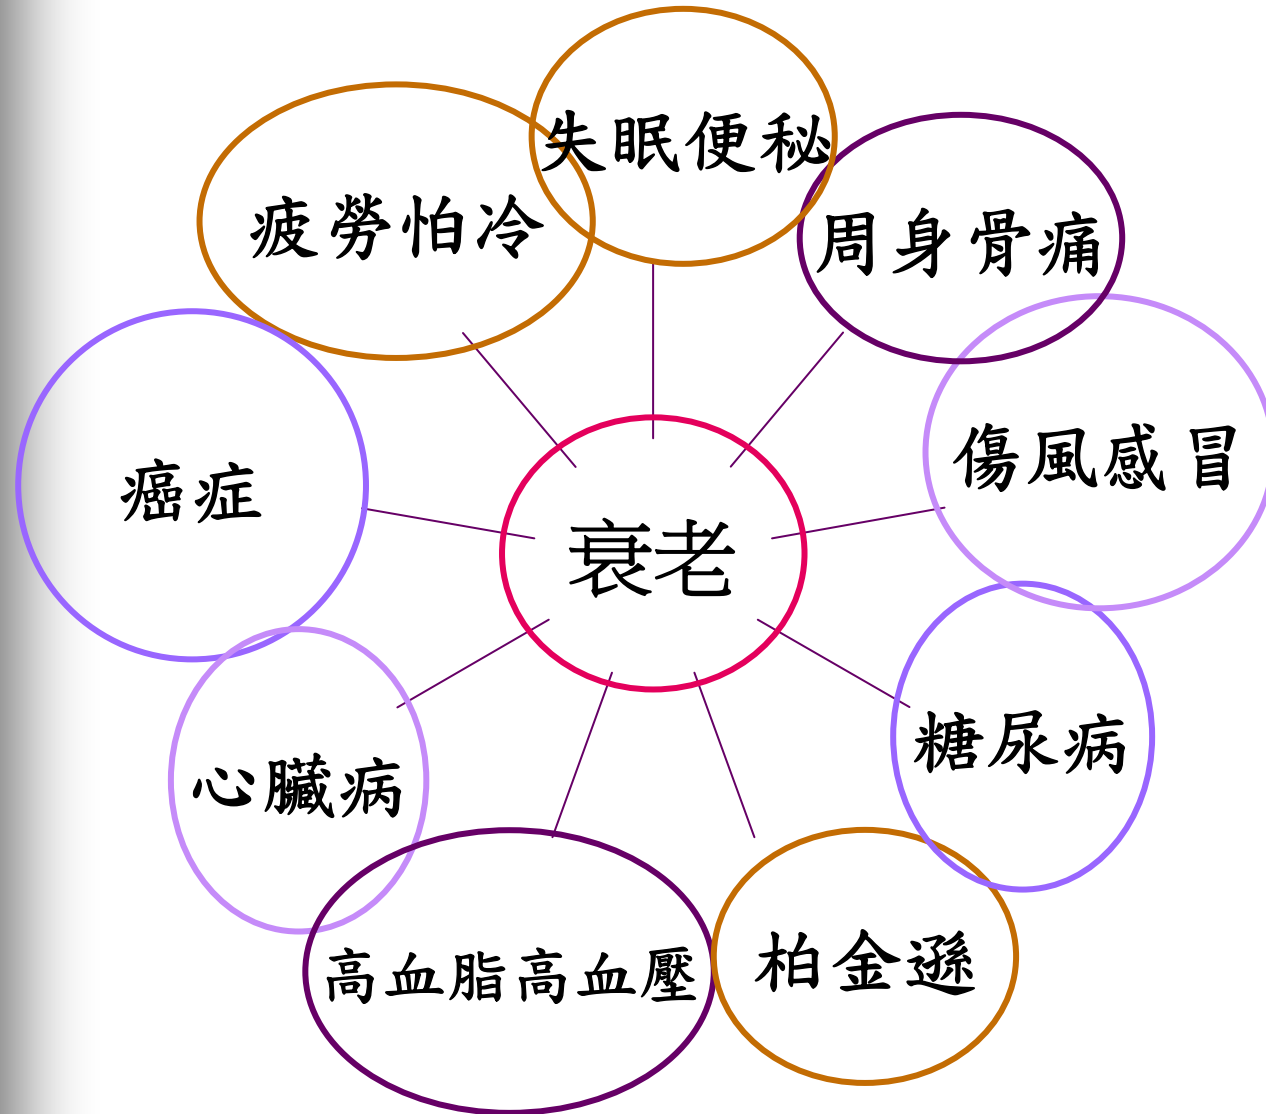 失眠便秘
疲勞怕冷
周身骨痛
傷風感冒
癌症
衰老
糖尿病
心臟病
高血脂高血壓
柏金遜